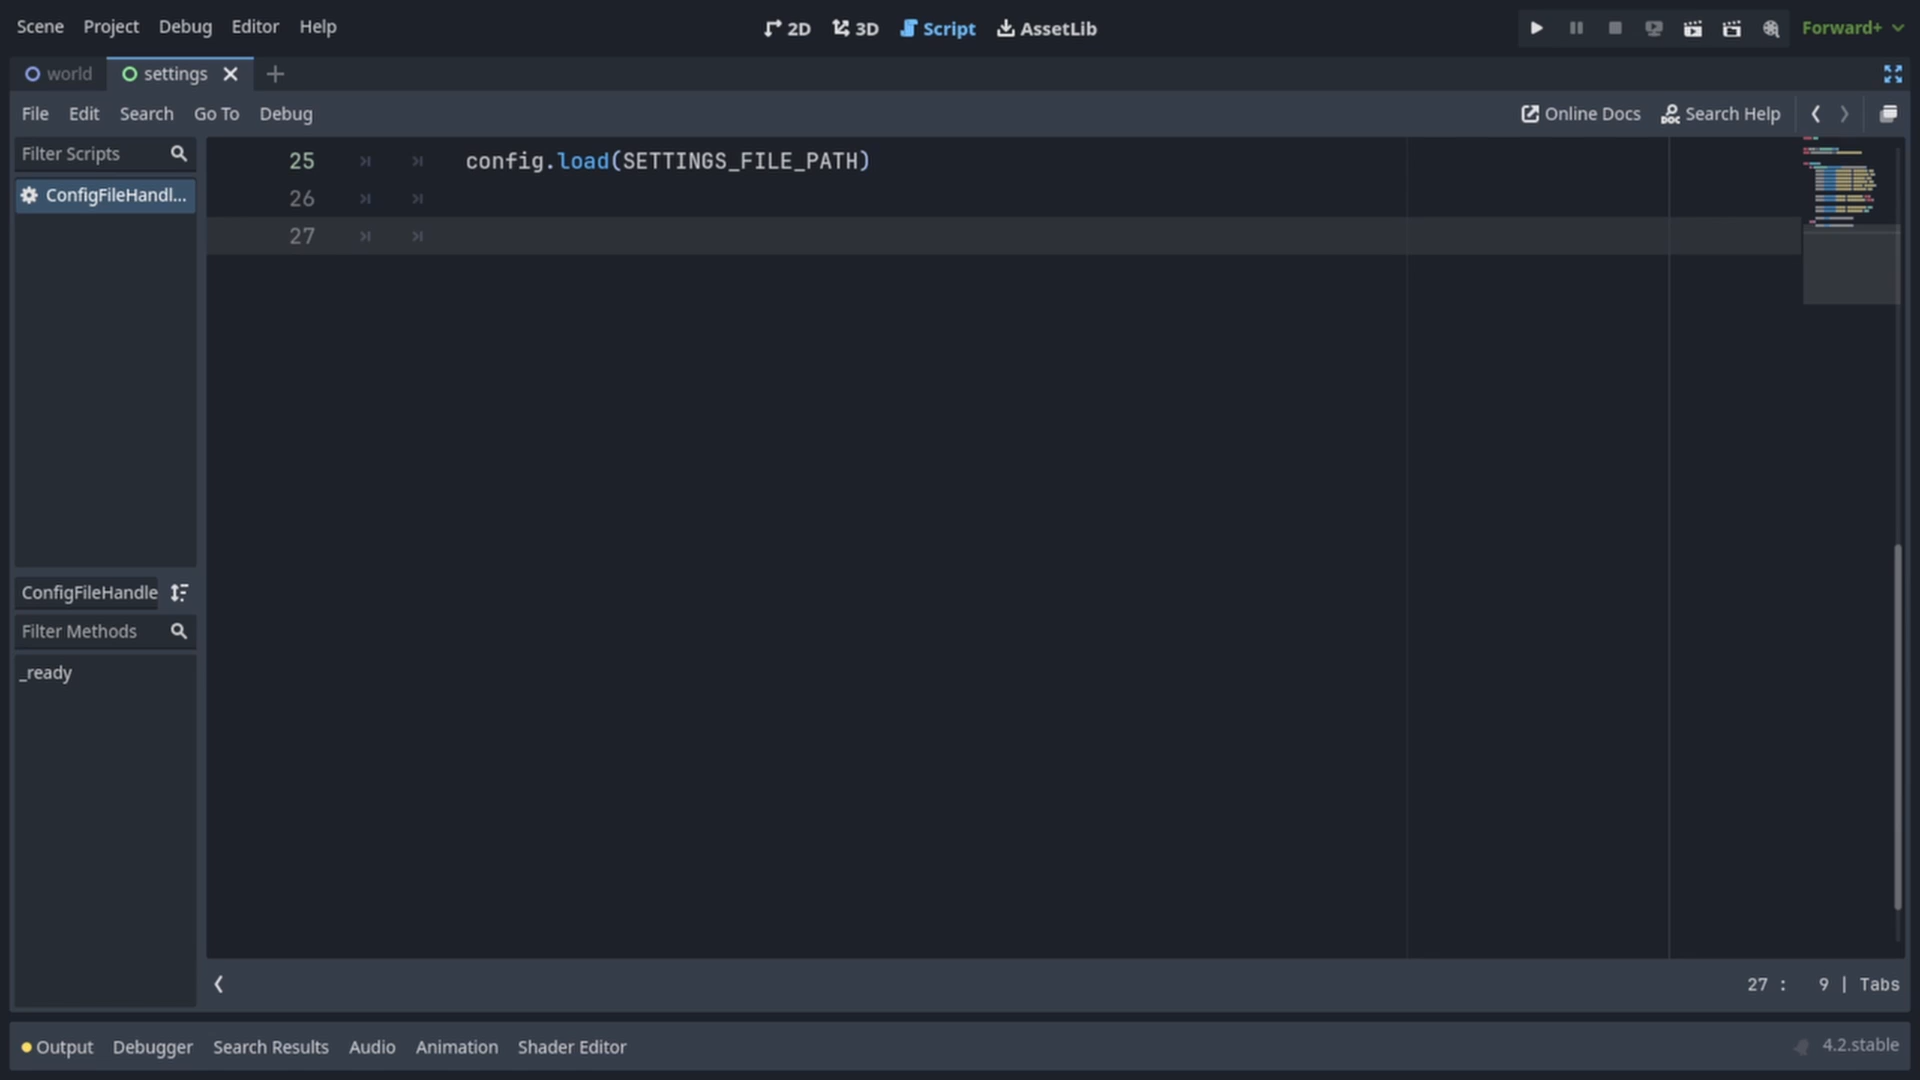 Scene Project Debug Editor Help 2D 3D Script AssetLib Forward+
world settings
File Edit Search Go To Debug Online Docs Search Help
Filter Scripts
ConfigFileHandl...
25 config.load(SETTINGS_FILE_PATH)
26
27
ConfigFileHandle
Filter Methods
_ready
27 : 9 | Tabs
Output Debugger Search Results Audio Animation Shader Editor 4.2.stable